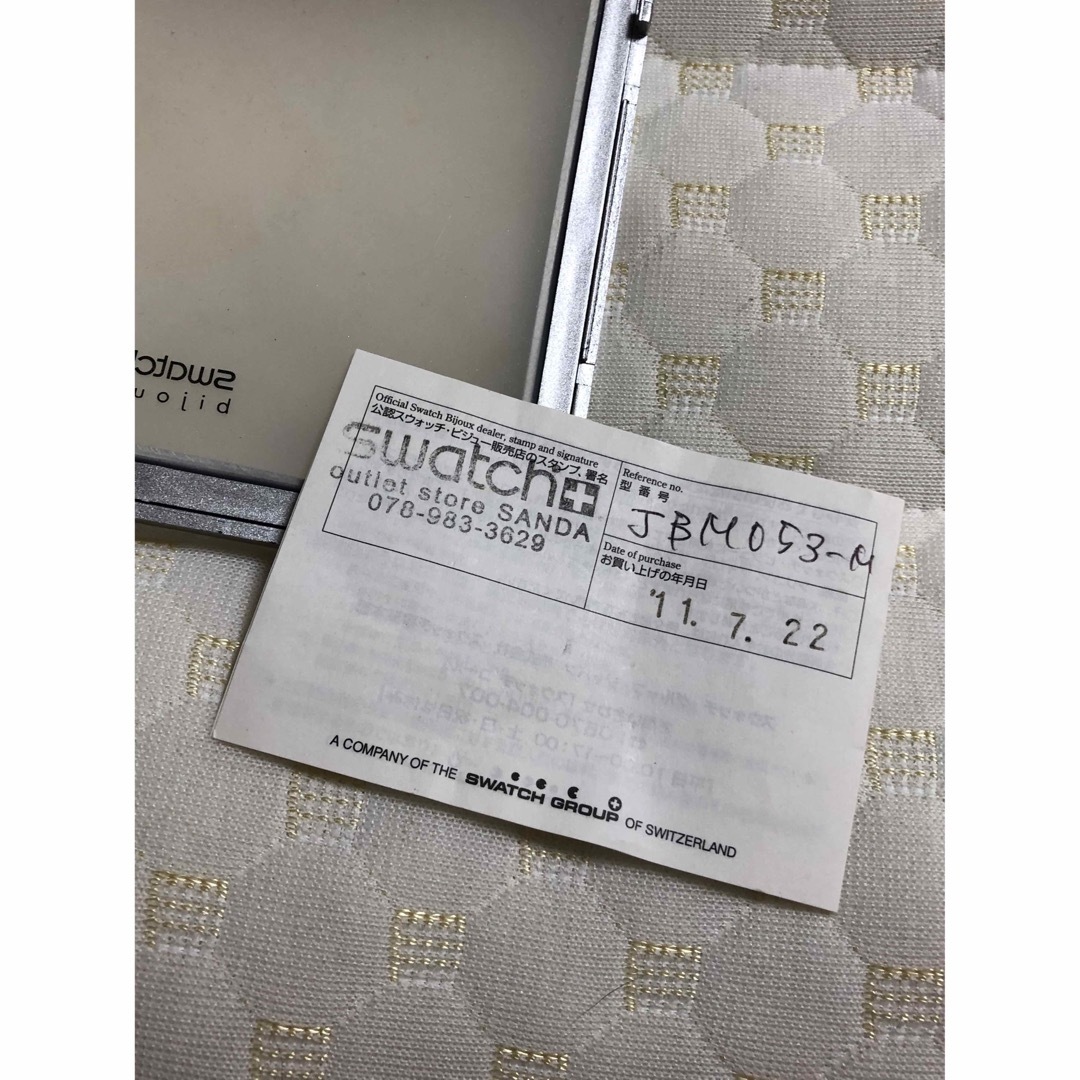 swatch
bijou
Official Swatch Bijoux dealer, stamp and signature
公認スウォッチ・ビジュー販売店のスタンプ、署名
swatch
outlet store SANDA
078-983-3629
Reference no.
型番号
JBM053-M
Date of purchase
お買い上げの年月日
'11. 7. 22
A COMPANY OF THE SWATCH GROUP OF SWITZERLAND